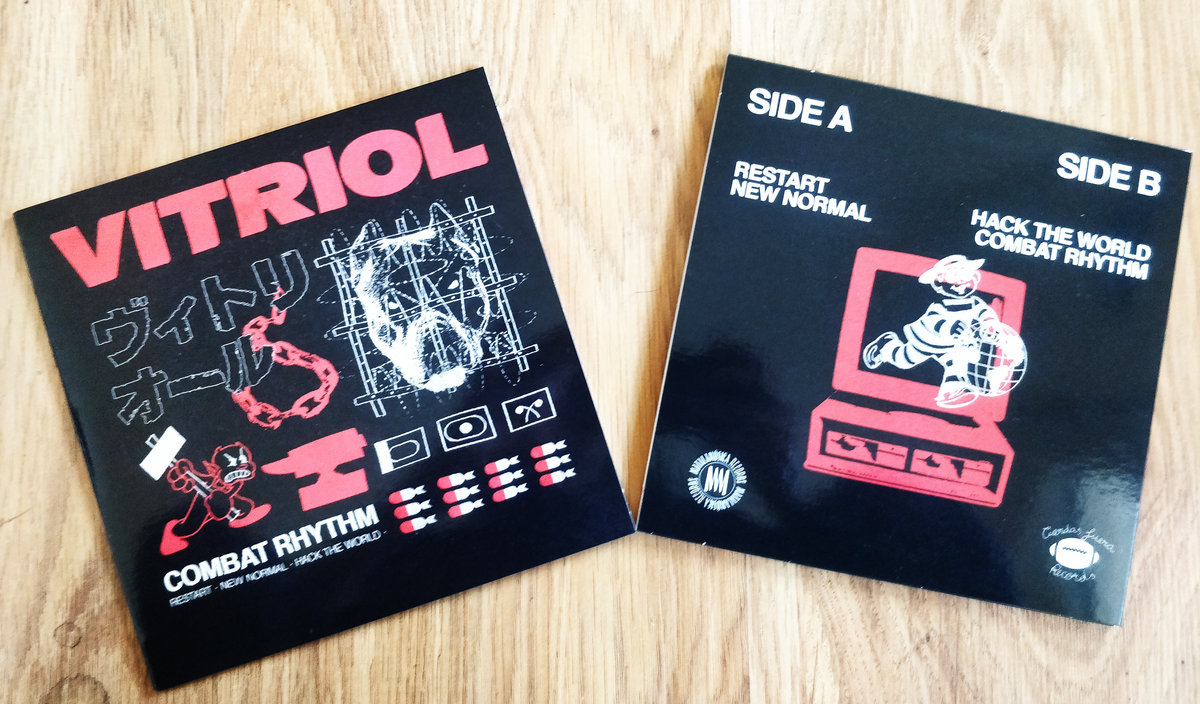 VITRIOL
ヴィトリ
オール
COMBAT RHYTHM
RESTART - NEW NORMAL - HACK THE WORLD -
SIDE A
RESTART
NEW NORMAL
SIDE B
HACK THE WORLD
COMBAT RHYTHM
Records